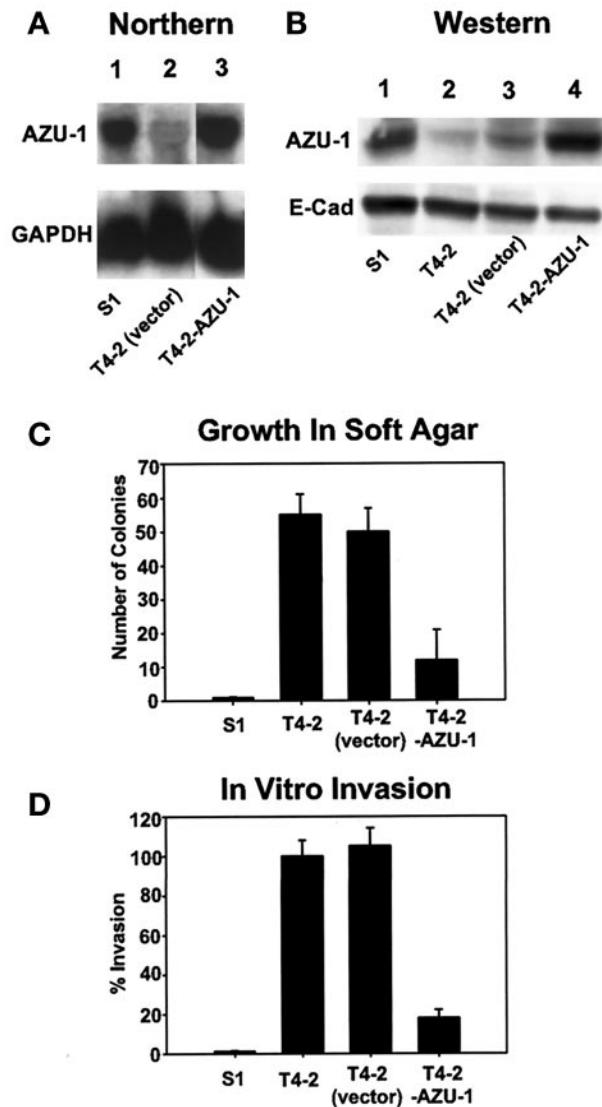 A Northern
1 2 3
AZU-1
GAPDH
S1
T4-2 (vector)
T4-2-AZU-1
B Western
1 2 3 4
AZU-1
E-Cad
S1
T4-2
T4-2 (vector)
T4-2-AZU-1
C Growth In Soft Agar
Number of Colonies
70
60
50
40
30
20
10
0
S1 T4-2 T4-2 (vector) T4-2 -AZU-1
D In Vitro Invasion
% Invasion
120
100
80
60
40
20
0
S1 T4-2 T4-2 (vector) T4-2 -AZU-1